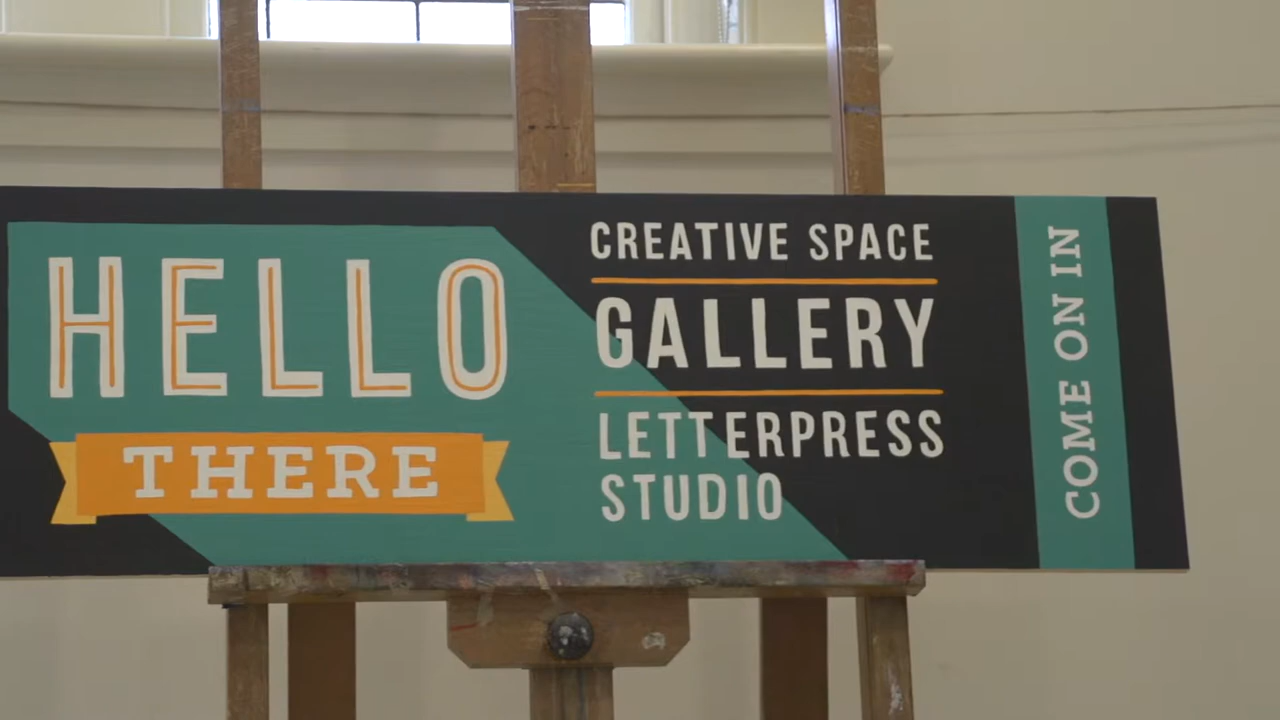 HELLO
THERE
CREATIVE SPACE
GALLERY
LETTERPRESS
STUDIO
COME ON IN